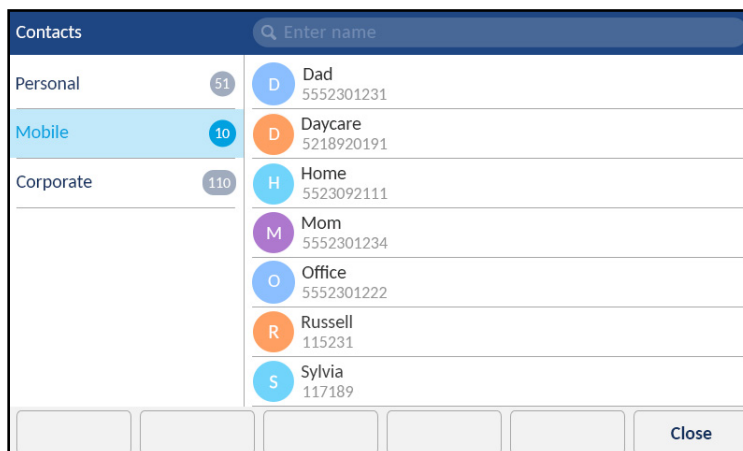 Contacts
Enter name
Personal 51
Mobile 10
Corporate 110
D Dad
5552301231
D Daycare
5218920191
H Home
5523092111
M Mom
5552301234
O Office
5552301222
R Russell
115231
S Sylvia
117189
Close